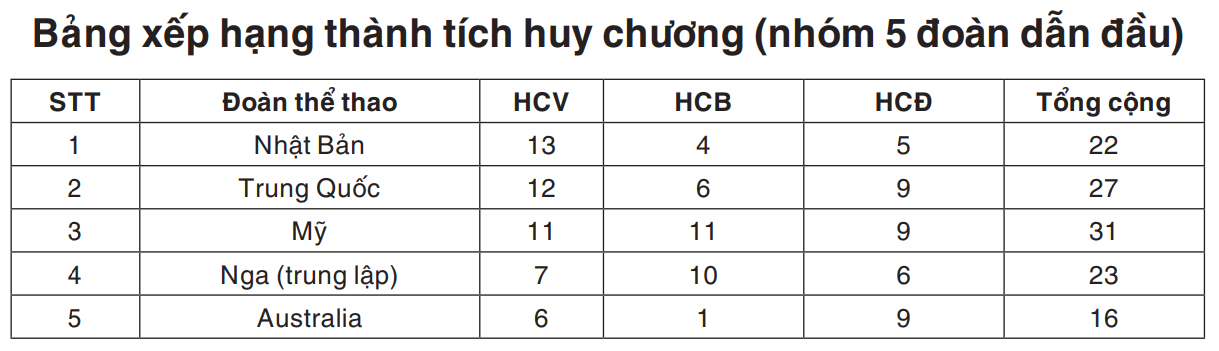 Bảng xếp hạng thành tích huy chương (nhóm 5 đoàn dẫn đầu)
STT Đoàn thể thao HCV HCB HCĐ Tổng cộng
1 Nhật Bản 13 4 5 22
2 Trung Quốc 12 6 9 27
3 Mỹ 11 11 9 31
4 Nga (trung lập) 7 10 6 23
5 Australia 6 1 9 16